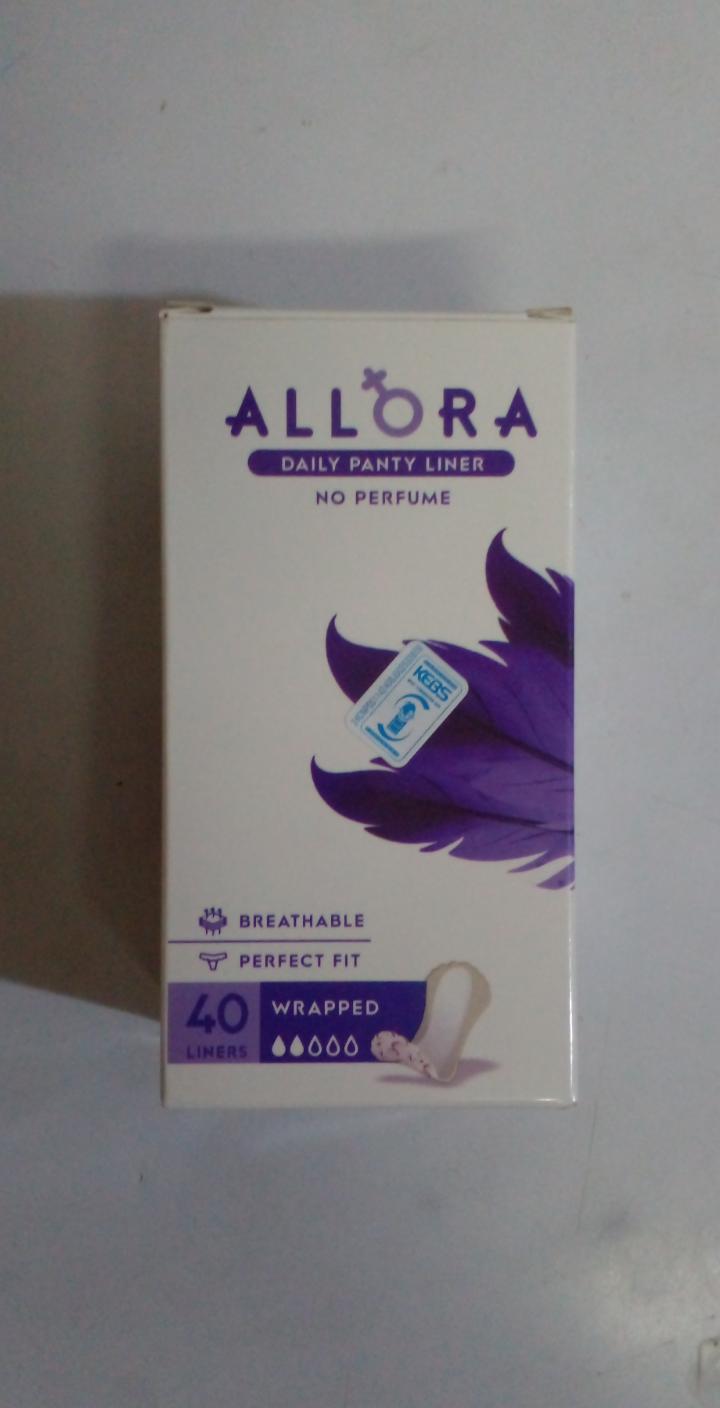 ALLORA
DAILY PANTY LINER
NO PERFUME
KEBS
BREATHABLE
PERFECT FIT
40
LINERS
WRAPPED